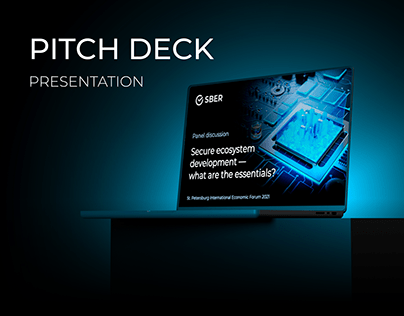 PITCH DECK
PRESENTATION
SBER
Panel discussion
Secure ecosystem
development —
what are the essentials?
St. Petersburg International Economic Forum 2021